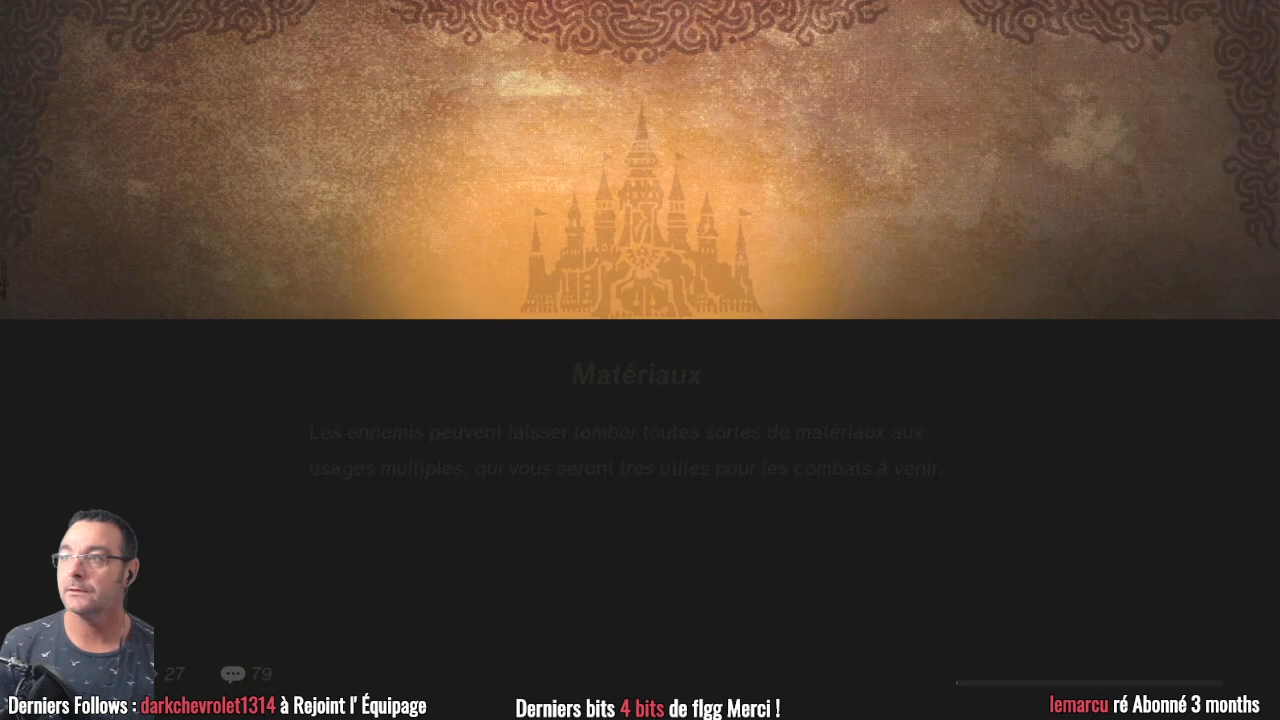 Matériaux
Les ennemis peuvent laisser tomber toutes sortes de matériaux aux
usages multiples, qui vous seront très utiles pour les combats à venir.
27
79
Derniers Follows : darkchevrolet1314 à Rejoint l' Équipage
Derniers bits 4 bits de flgg Merci !
lemarcu ré Abonné 3 months